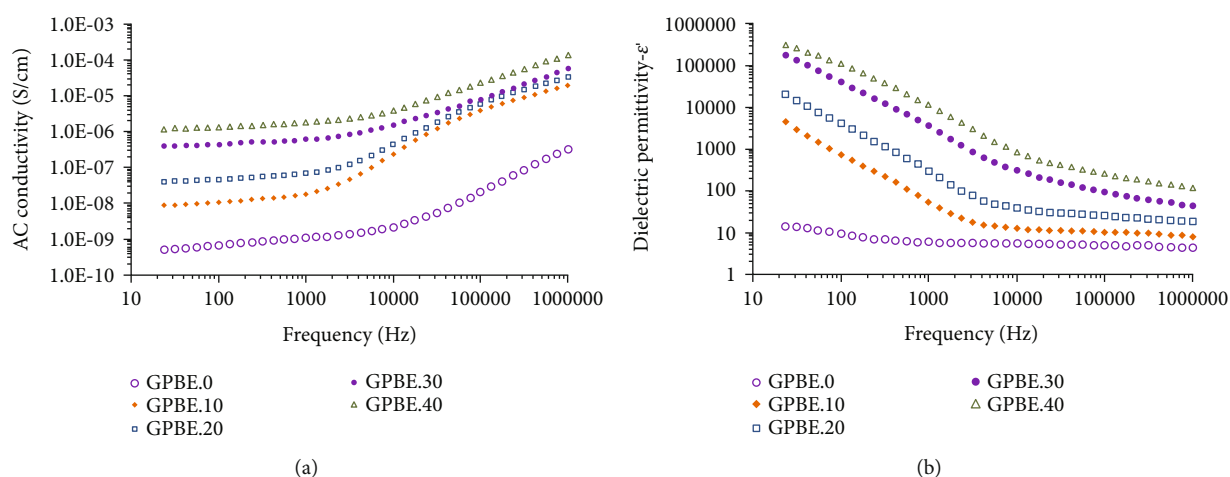 AC conductivity (S/cm)
1.0E-03
1.0E-04
1.0E-05
1.0E-06
1.0E-07
1.0E-08
1.0E-09
1.0E-10
10 100 1000 10000 100000 1000000
Frequency (Hz)
GPBE.0 GPBE.30
GPBE.10 GPBE.40
GPBE.20
(a)
Dielectric permittivity-ε'
1000000
100000
10000
1000
100
10
1
10 100 1000 10000 100000 1000000
Frequency (Hz)
GPBE.0 GPBE.30
GPBE.10 GPBE.40
GPBE.20
(b)